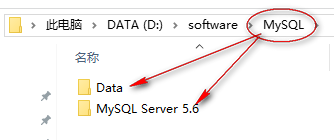 › 此电脑 › DATA (D:) › software › MySQL
名称
Data
MySQL Server 5.6